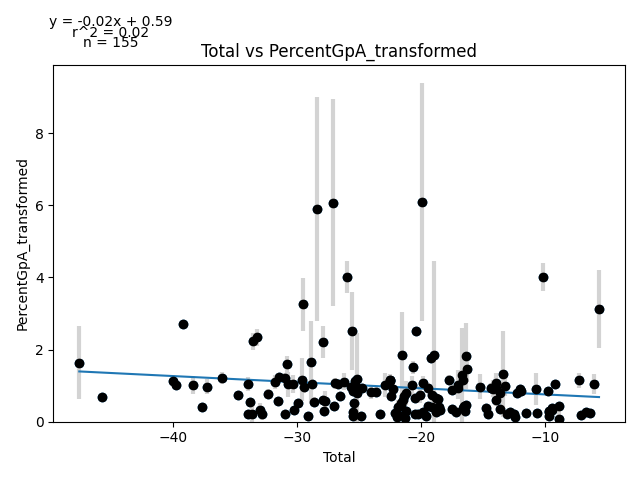 y = -0.02x + 0.59
r^2 = 0.02
n = 155
Total vs PercentGpA_transformed
PercentGpA_transformed
8
6
4
2
0
−40
−30
−20
−10
Total